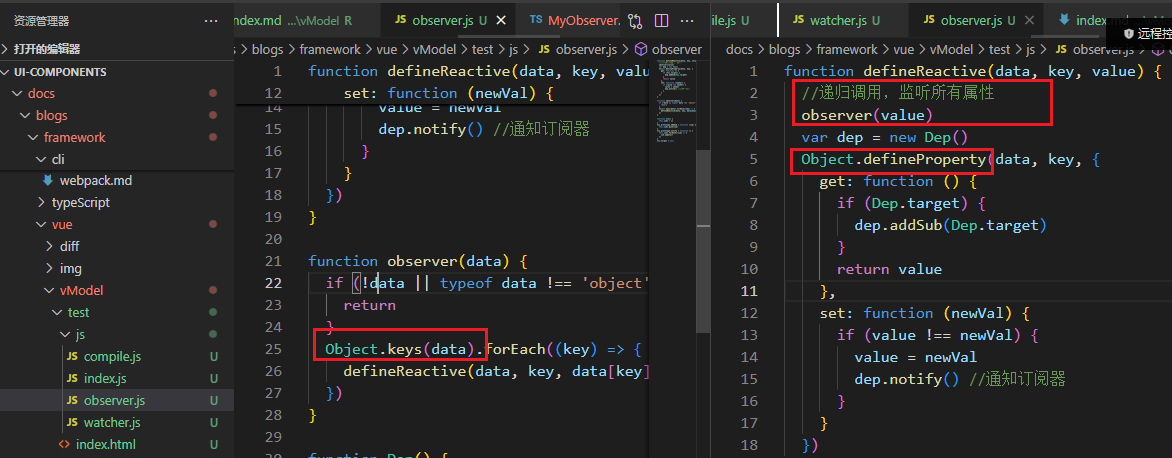 资源管理器
···
打开的编辑器
UI-COMPONENTS
docs
blogs
framework
cli
webpack.md
typeScript
vue
diff
img
vModel
test
js
JS compile.js U
JS index.js U
JS observer.js U
JS watcher.js U
<> index.html U
index.md ...\vModel R
JS observer.js U ×
TS MyObserver.
···
s > blogs > framework > vue > vModel > test > js > JS observer.js > observer
1 function defineReactive(data, key, valu
12 set: function (newVal) {
14 value = newVal
15 dep.notify() //通知订阅器
16 }
17 }
18 })
19 }
20
21 function observer(data) {
22 if (!data || typeof data !== 'object'
23 return
24 }
25 Object.keys(data).forEach((key) => {
26 defineReactive(data, key, data[key]
27 })
28 }
29
30 function Dep() {
ile.js U
JS watcher.js U
JS observer.js U ×
index.md
远程控
docs > blogs > framework > vue > vModel > test > js > JS observer.js >
1 function defineReactive(data, key, value) {
2 //递归调用，监听所有属性
3 observer(value)
4 var dep = new Dep()
5 Object.defineProperty(data, key, {
6 get: function () {
7 if (Dep.target) {
8 dep.addSub(Dep.target)
9 }
10 return value
11 },
12 set: function (newVal) {
13 if (value !== newVal) {
14 value = newVal
15 dep.notify() //通知订阅器
16 }
17 }
18 })